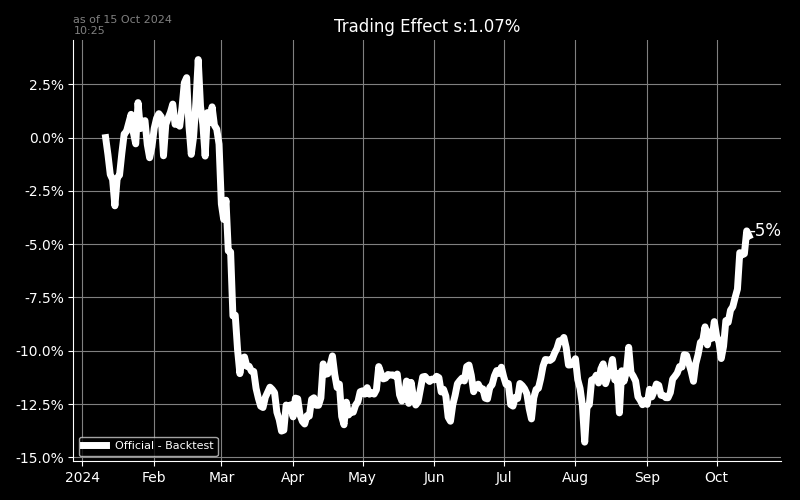 as of 15 Oct 2024
10:25
Trading Effect s:1.07%
2.5%
0.0%
-2.5%
-5.0%
-5%
-7.5%
-10.0%
-12.5%
-15.0%
Official - Backtest
2024 Feb Mar Apr May Jun Jul Aug Sep Oct